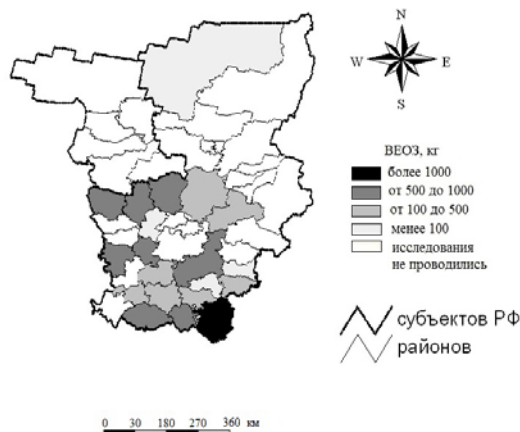 N
W E
S
ВЕОЗ, кг
более 1000
от 500 до 1000
от 100 до 500
менее 100
исследования
не проводились
субъектов РФ
районов
0 30 180 270 360 км